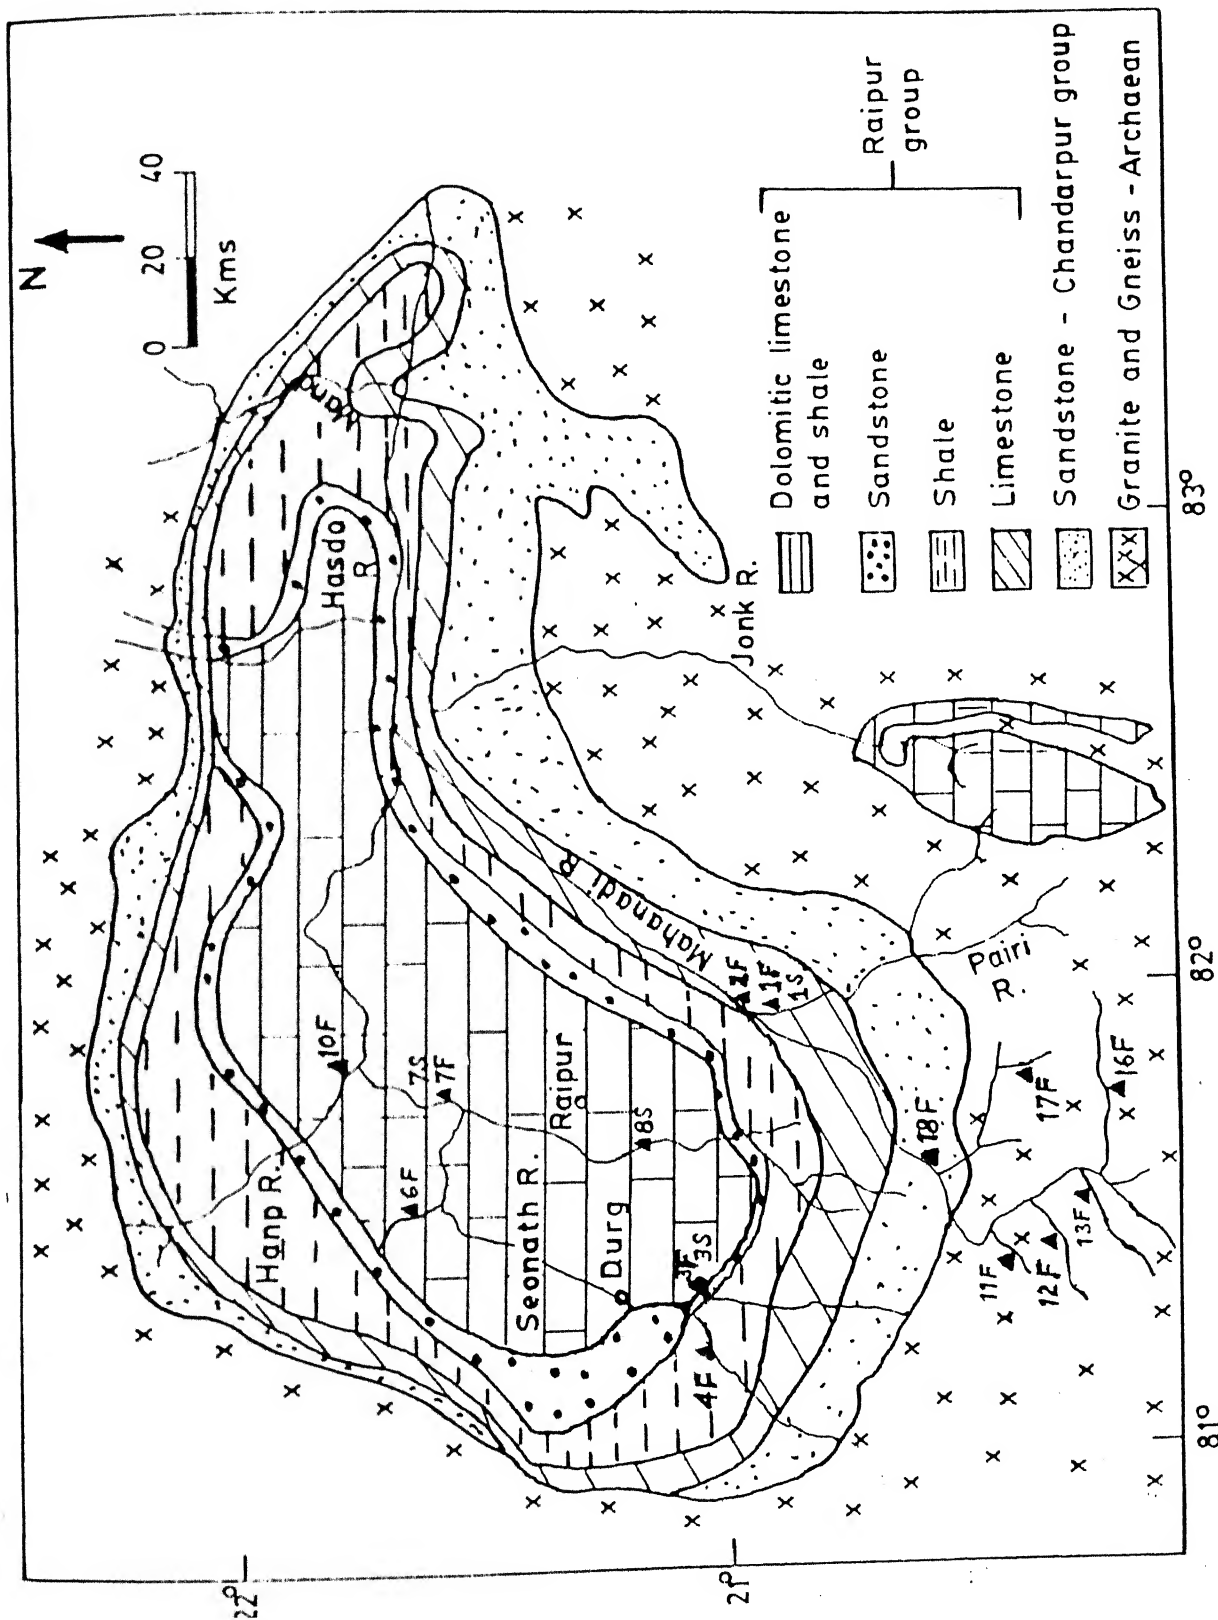 N
0 20 40
Kms
Mand
Hasdo
R.
Hanp R.
10F
7S
7F
6F
Seonath R.
Raipur
8S
Durg
3F
3S
4F
Mahanadi R
2F
1F
1S
Jonk R.
Pairi
R.
18F
17F
16F
13F
12F
11F
Dolomitic limestone
and shale
Sandstone
Shale
Limestone
Raipur
group
Sandstone - Chandarpur group
Granite and Gneiss - Archaean
22°
21°
81°
82°
83°